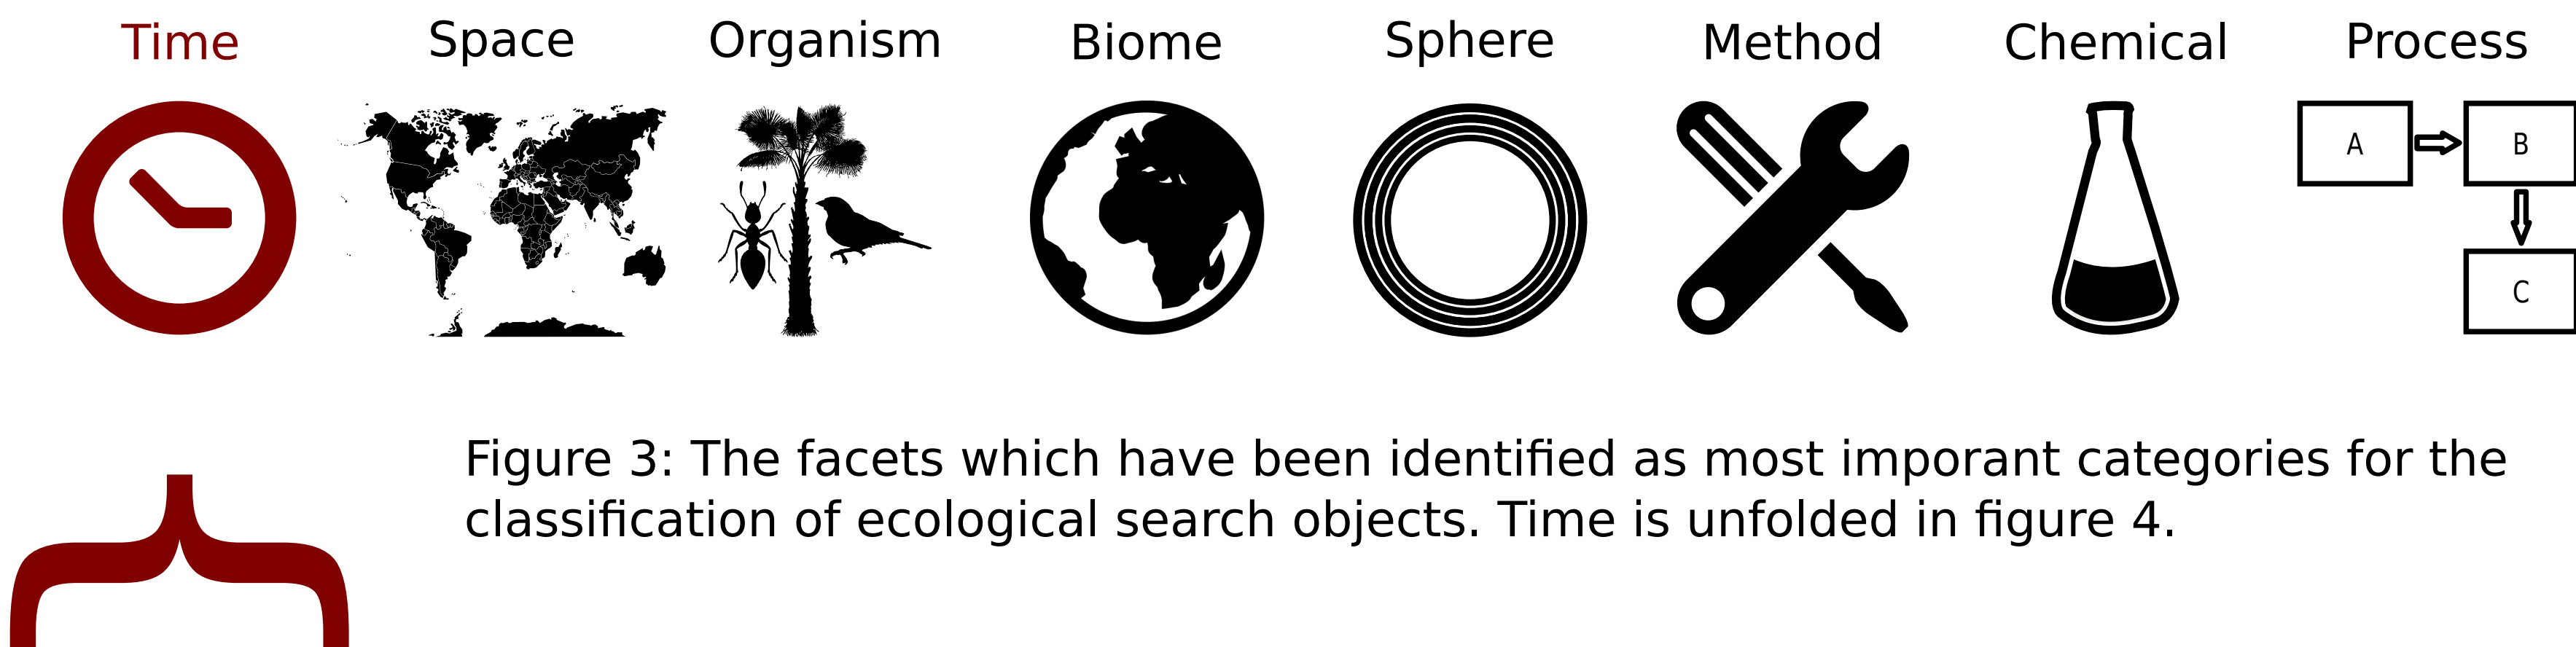 Time Space Organism Biome Sphere Method Chemical Process
A B
C
Figure 3: The facets which have been identified as most imporant categories for the
classification of ecological search objects. Time is unfolded in figure 4.